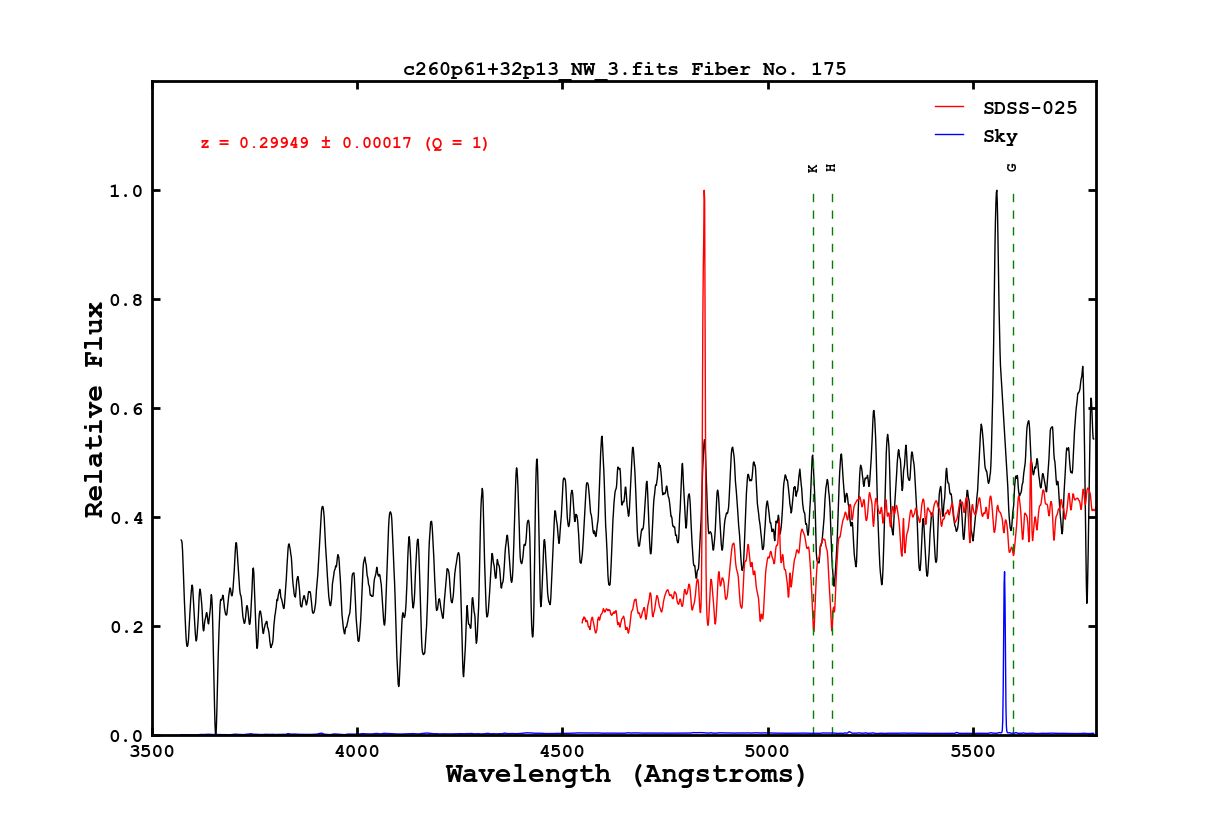 c260p61+32p13_NW_3.fits Fiber No. 175
SDSS-025
Sky
z = 0.29949 ± 0.00017 (Q = 1)
K H G
1.0
0.8
0.6
0.4
0.2
0.0
Relative Flux
3500 4000 4500 5000 5500
Wavelength (Angstroms)